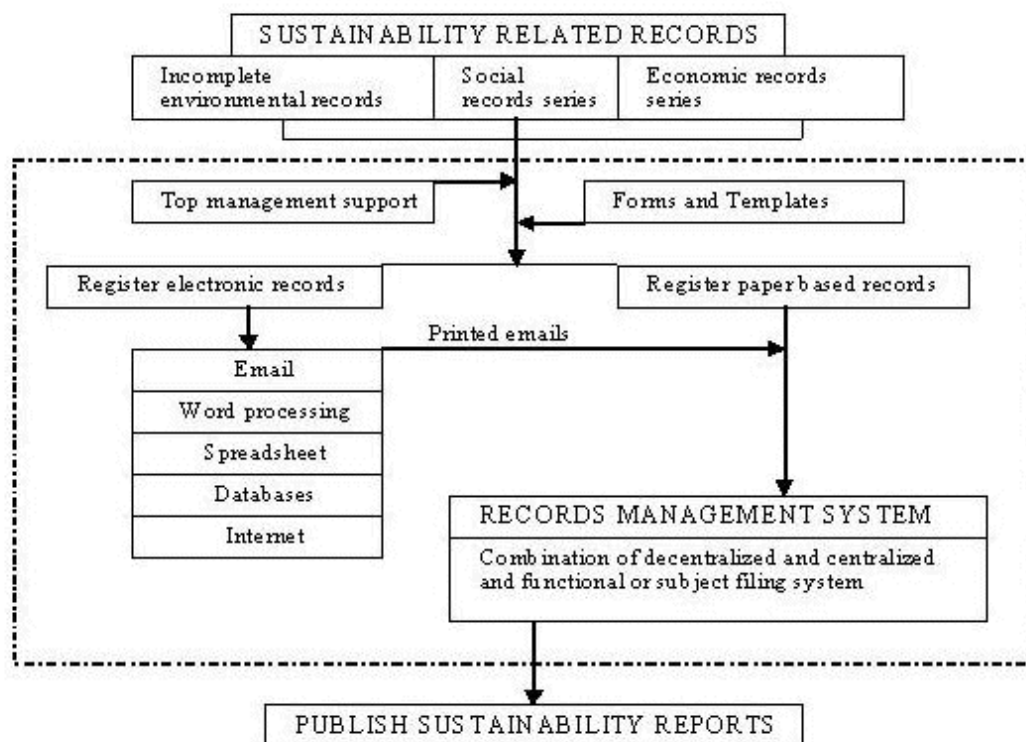 SUSTAINABILITY RELATED RECORDS
Incomplete
environmental records
Social
records series
Economic records
series
Top management support
Forms and Templates
Register electronic records
Register paperbased records
Printed emails
Email
Word processing
Spreadsheet
Databases
Internet
RECORDS MANAGEMENT SYSTEM
Combination of decentralized and centralized
and functional or subject filing system
PUBLISH SUSTAINABILITY REPORTS